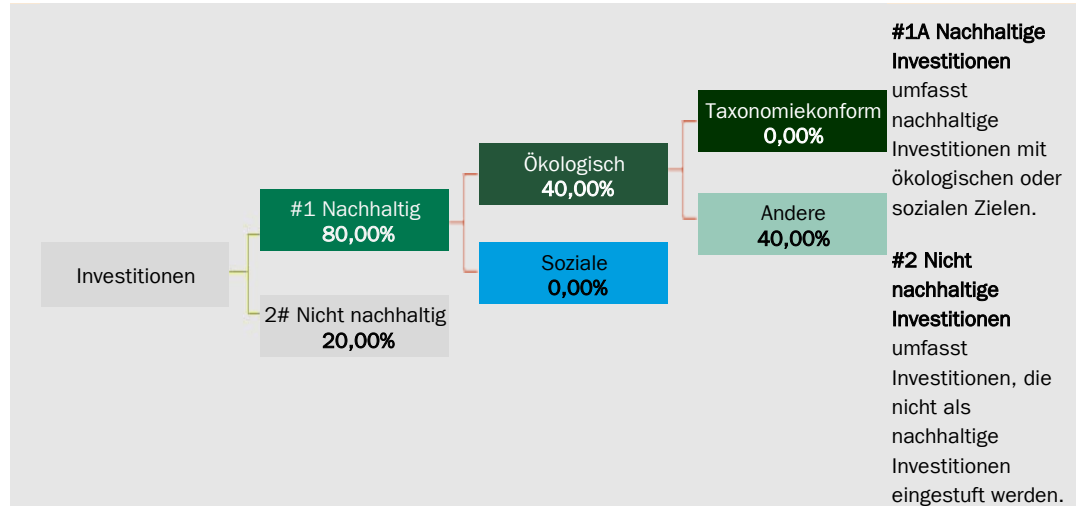 Investitionen
#1 Nachhaltig
80,00%
2# Nicht nachhaltig
20,00%
Ökologisch
40,00%
Soziale
0,00%
Taxonomiekonform
0,00%
Andere
40,00%
#1A Nachhaltige
Investitionen
umfasst
nachhaltige
Investitionen mit
ökologischen oder
sozialen Zielen.
#2 Nicht
nachhaltige
Investitionen
umfasst
Investitionen, die
nicht als
nachhaltige
Investitionen
eingestuft werden.